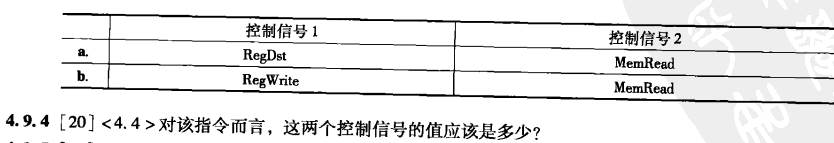 控制信号 1 控制信号 2
a. RegDst MemRead
b. RegWrite MemRead
4.9.4 [20] <4.4>对该指令而言,这两个控制信号的值应该是多少?